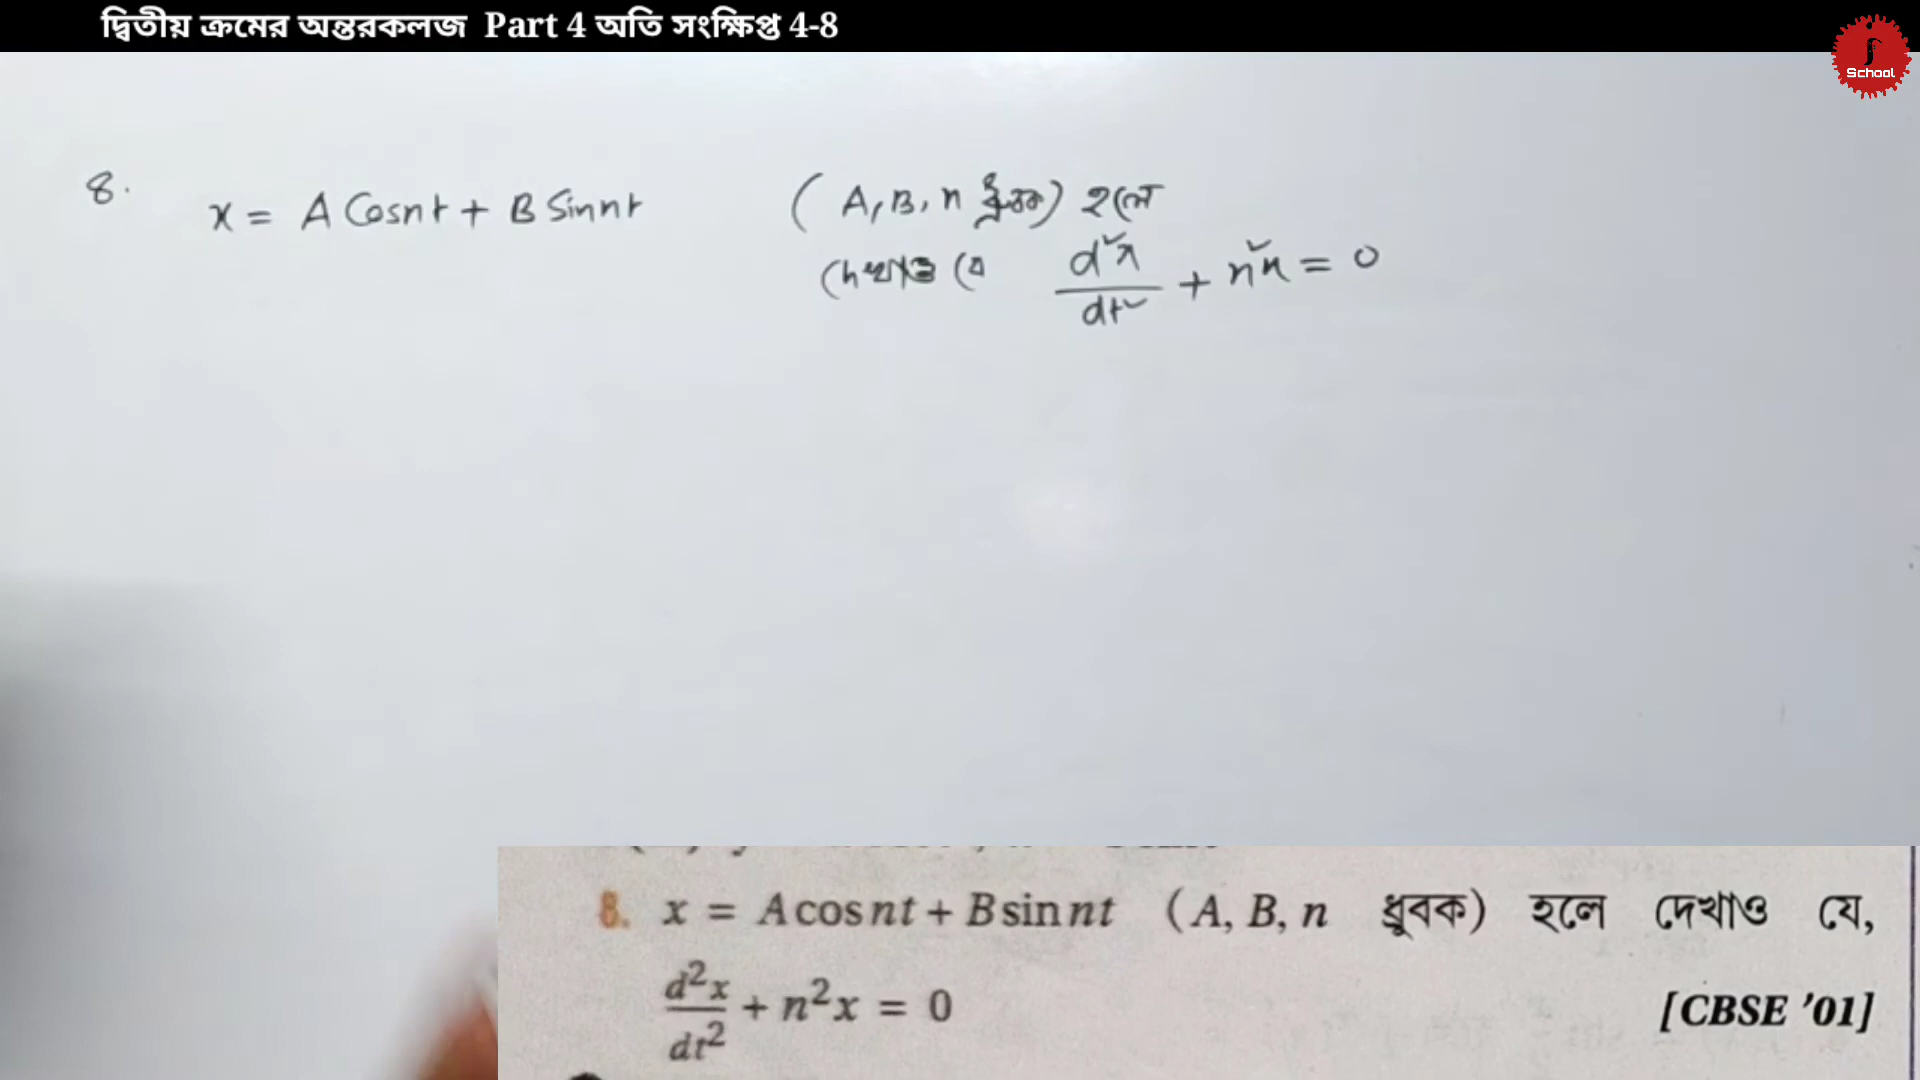 দ্বিতীয় ক্রমের অন্তরকলজ Part 4 অতি সংক্ষিপ্ত 4-8
School
8. x = A Cosnt + B Sinnt (A, B, n ধ্রুবক) হলে
দেখাও যে d²x/dt² + n²x = 0
8. x = A cos nt + B sin nt (A, B, n ধ্রুবক) হলে দেখাও যে,
d²x/dt² + n²x = 0 [CBSE ’01]